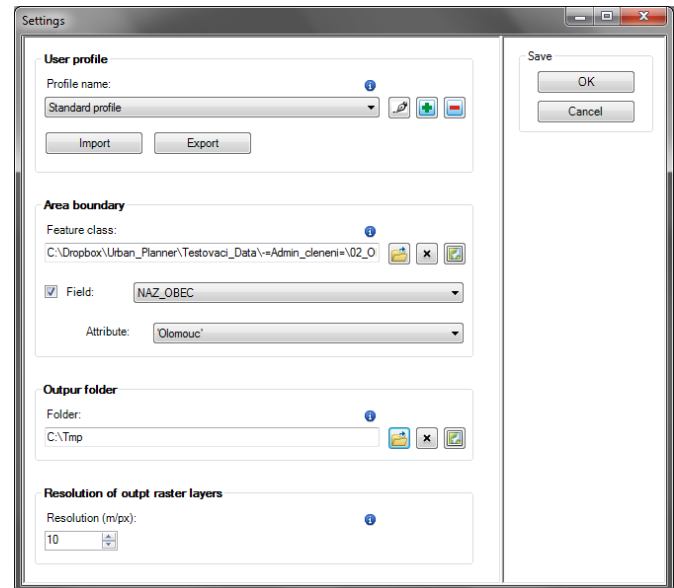 Settings
User profile
Profile name:
Standard profile
Import Export
Area boundary
Feature class:
C:\Dropbox\Urban_Planner\Testovaci_Data\-=Admin_cleneni=\02_O
Field: NAZ_OBEC
Attribute: 'Olomouc'
Outpur folder
Folder:
C:\Tmp
Resolution of outpt raster layers
Resolution (m/px):
10
Save
OK
Cancel